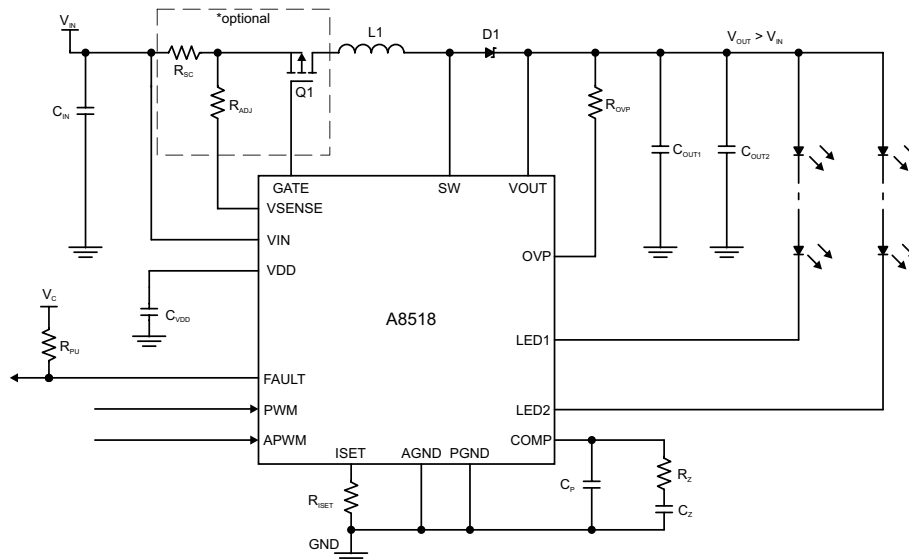 *optional
V_IN
L1
D1
V_OUT > V_IN
R_SC
Q1
R_ADJ
R_OVP
C_IN
C_OUT1
C_OUT2
GATE
SW
VOUT
VSENSE
VIN
OVP
VDD
V_C
C_VDD
A8518
R_PU
LED1
FAULT
PWM
LED2
APWM
COMP
ISET
AGND
PGND
R_Z
C_P
R_ISET
C_Z
GND